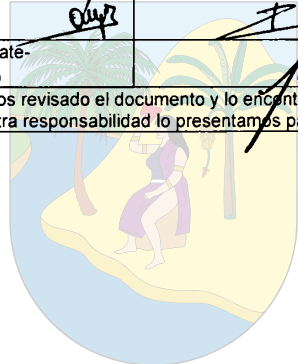 ate-
os revisado el documento y lo encont
tra responsabilidad lo presentamos pa